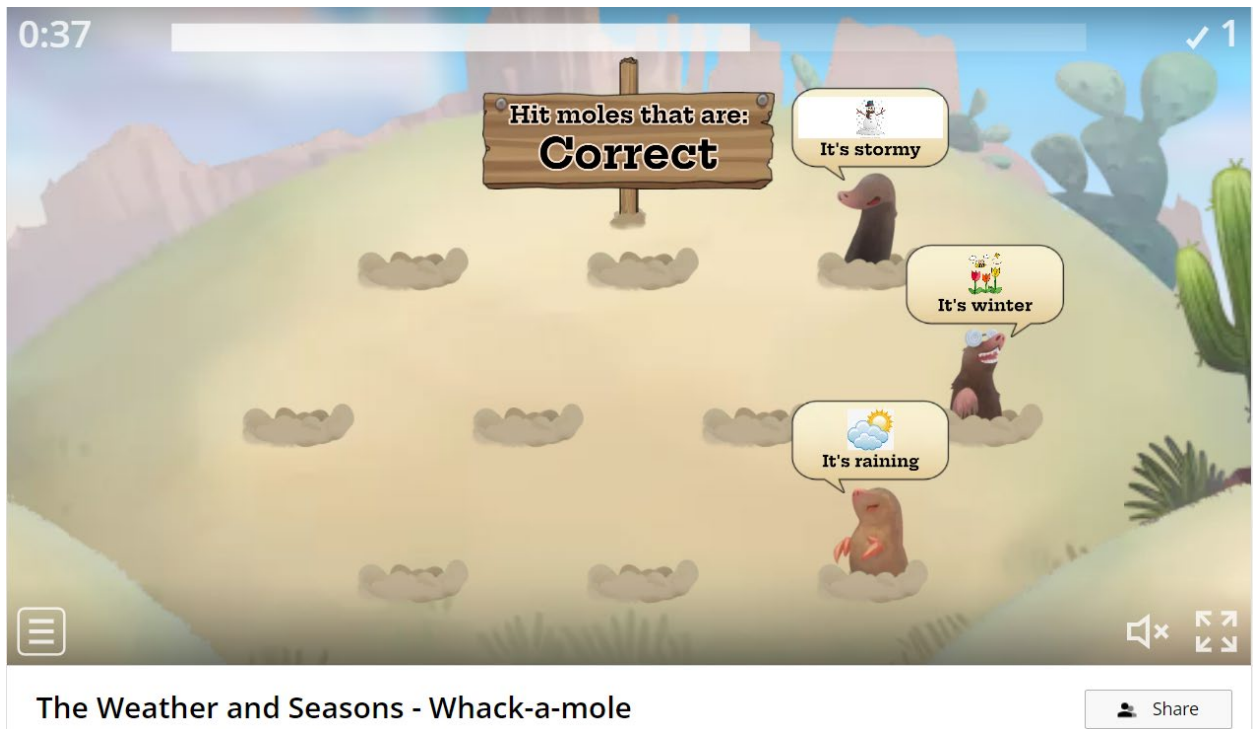 0:37
✓ 1
Hit moles that are:
Correct
It's stormy
It's winter
It's raining
The Weather and Seasons - Whack-a-mole
Share